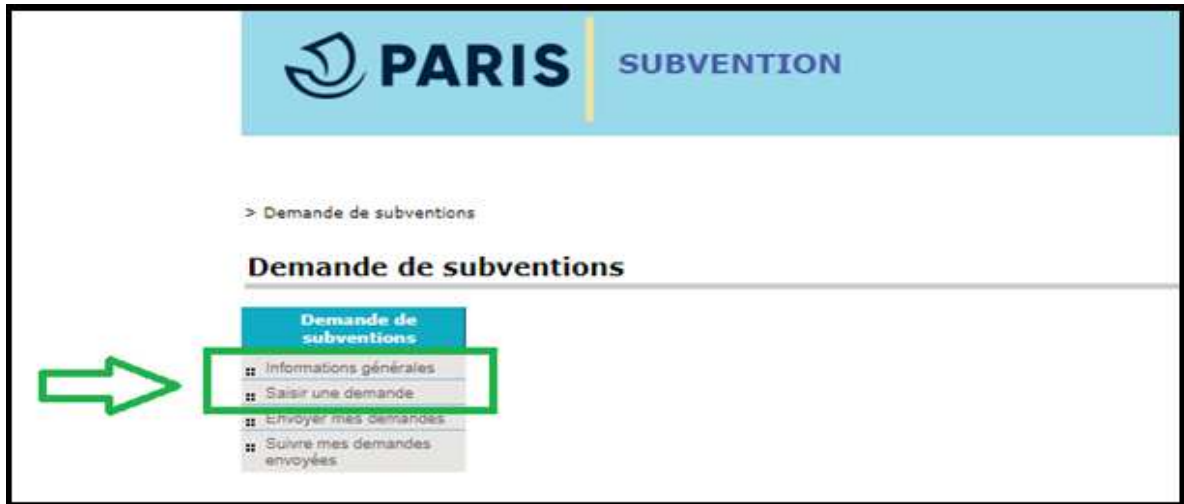 PARIS
SUBVENTION
> Demande de subventions
Demande de subventions
Demande de
subventions
Informations générales
Saisir une demande
Envoyer mes demandes
Suivre mes demandes
envoyées